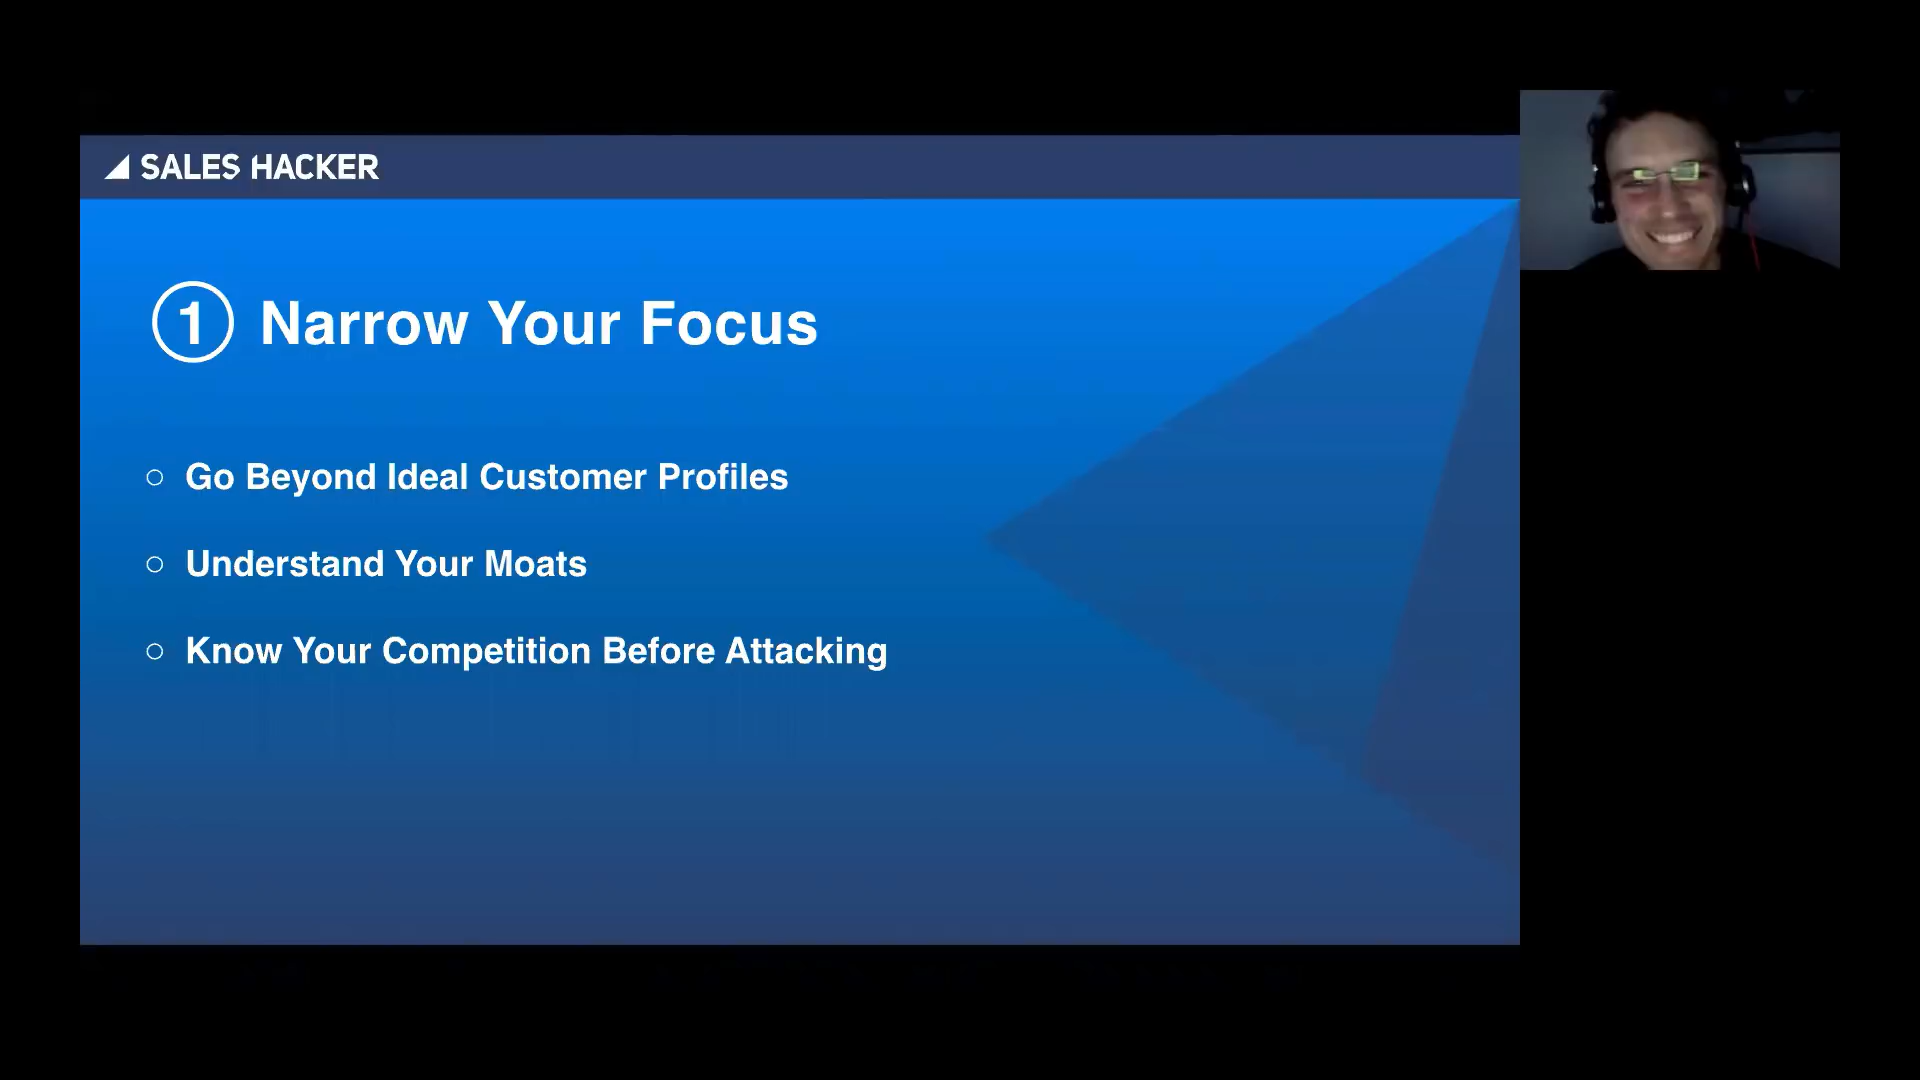 SALES HACKER
1 Narrow Your Focus
○ Go Beyond Ideal Customer Profiles
○ Understand Your Moats
○ Know Your Competition Before Attacking